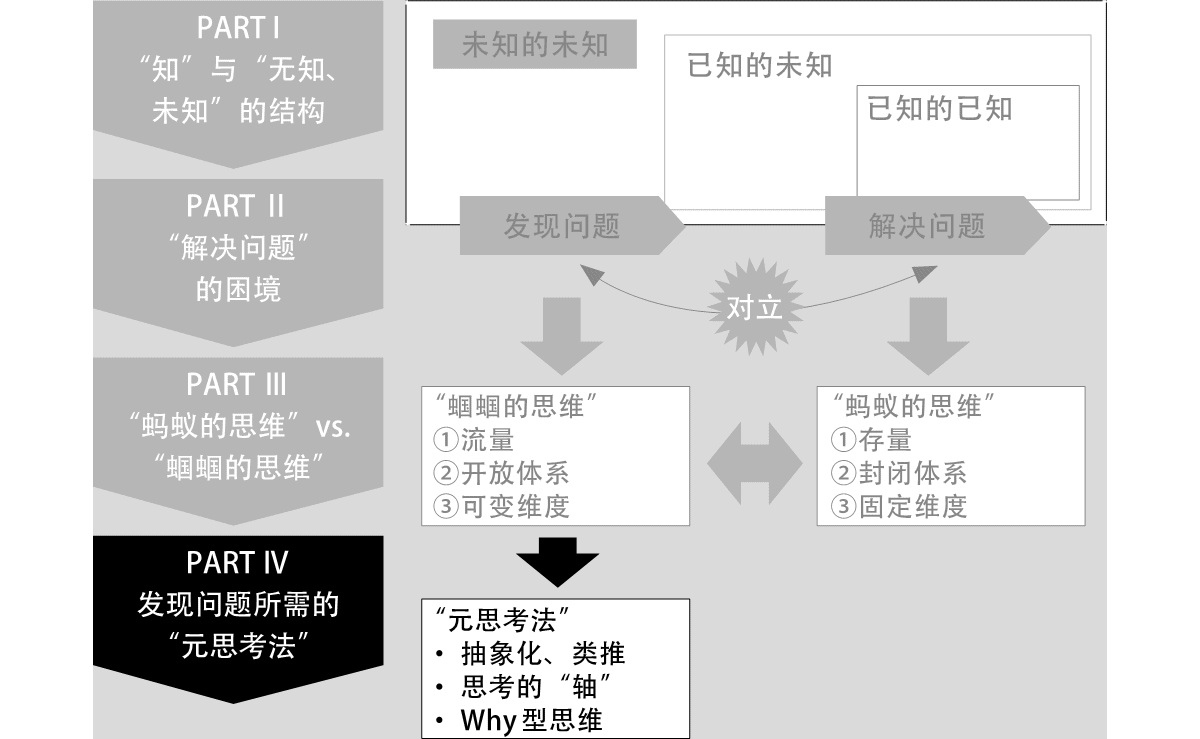 PART Ⅰ
“知”与“无知、
未知”的结构
未知的未知
已知的未知
已知的已知
PART Ⅱ
“解决问题”
的困境
发现问题
解决问题
对立
PART Ⅲ
“蚂蚁的思维”vs.
“蝈蝈的思维”
“蝈蝈的思维”
①流量
②开放体系
③可变维度
“蚂蚁的思维”
①存量
②封闭体系
③固定维度
PART Ⅳ
发现问题所需的
“元思考法”
“元思考法”
· 抽象化、类推
· 思考的“轴”
· Why型思维